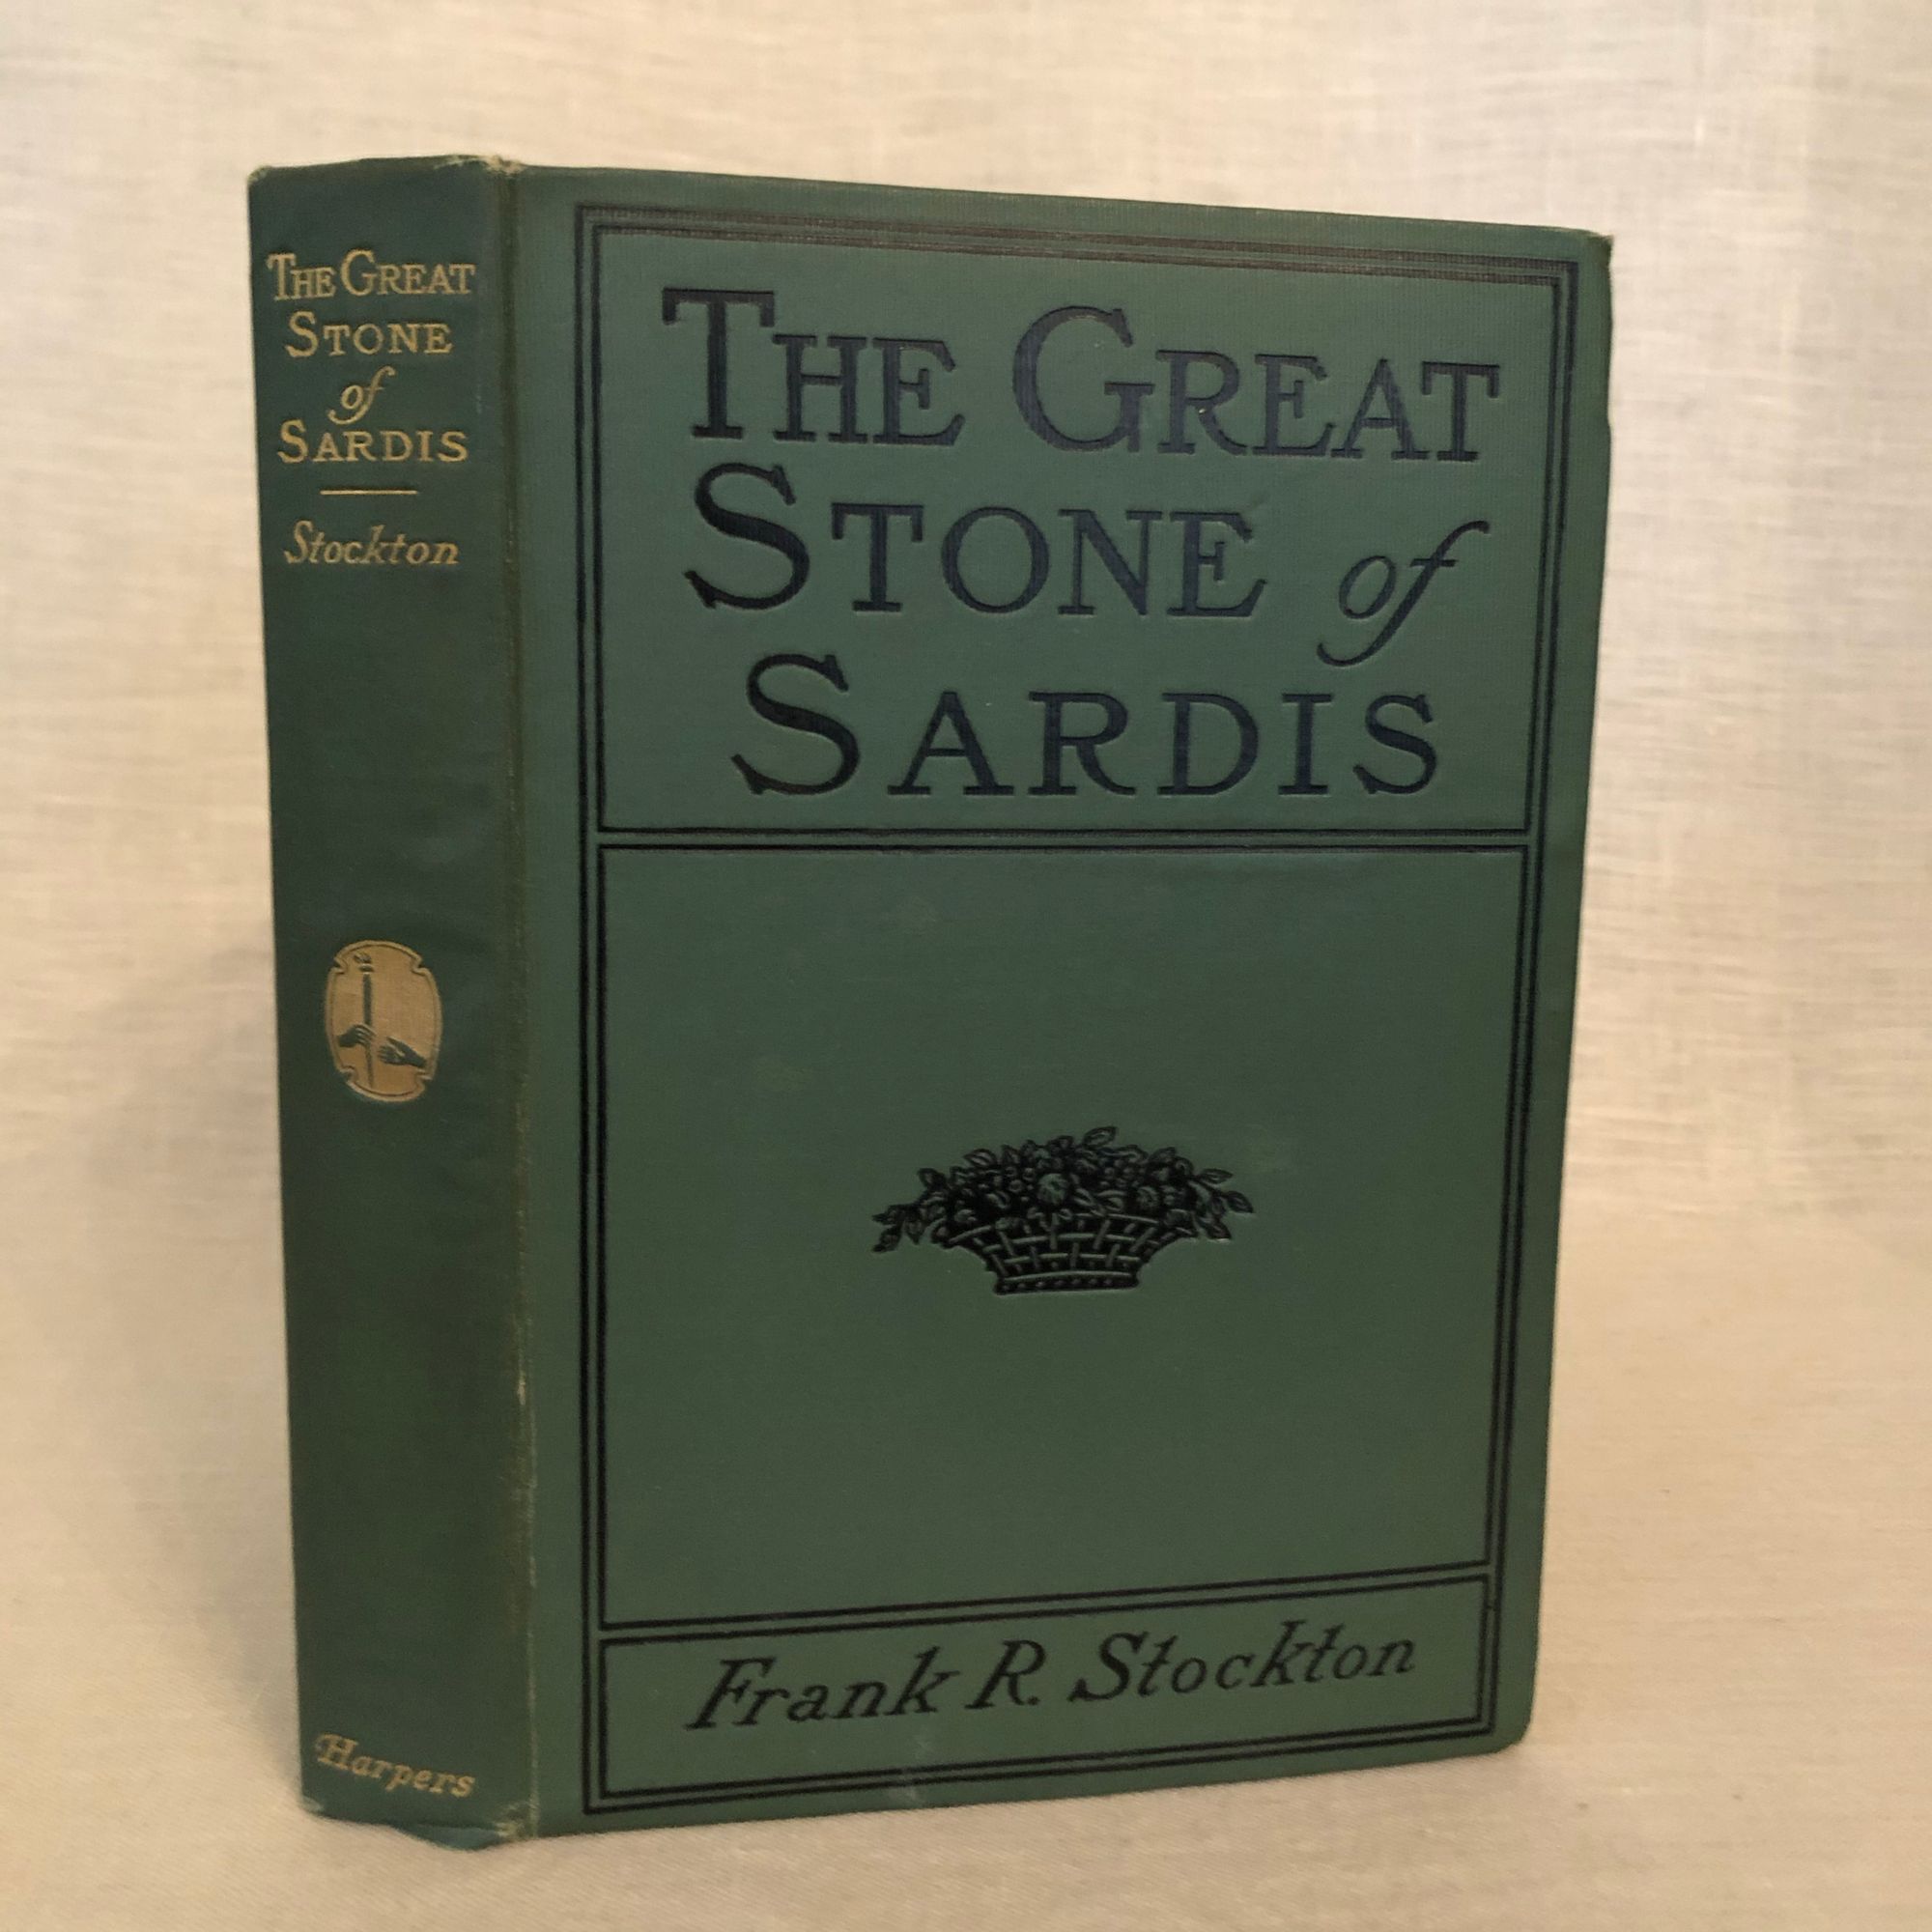 THE GREAT
STONE
of
SARDIS
Stockton
Harpers
THE GREAT
STONE of
SARDIS
Frank R. Stockton